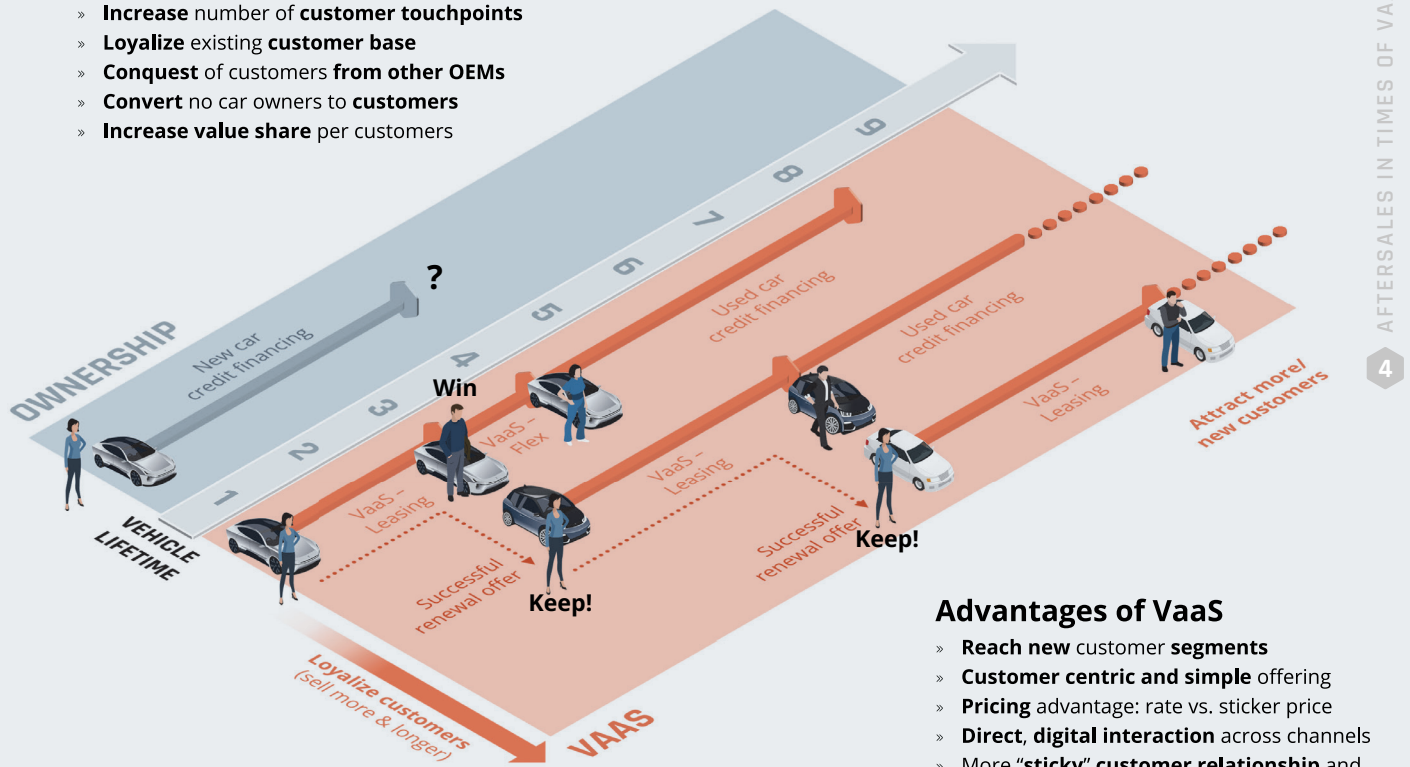 » Increase number of customer touchpoints
» Loyalize existing customer base
» Conquest of customers from other OEMs
» Convert no car owners to customers
» Increase value share per customers
AFTERSALES IN TIMES OF VA
4
OWNERSHIP
New car
credit financing
?
VEHICLE
LIFETIME
1
2
3
4
5
6
7
8
9
Win
VaaS –
Leasing
VaaS –
Flex
Used car
credit financing
Successful
renewal offer
Keep!
VaaS –
Leasing
Used car
credit financing
Successful
renewal offer
Keep!
VaaS –
Leasing
Attract more/
new customers
Loyalize customers
(sell more & longer)
VAAS
Advantages of VaaS
» Reach new customer segments
» Customer centric and simple offering
» Pricing advantage: rate vs. sticker price
» Direct, digital interaction across channels
» More “sticky” customer relationship and